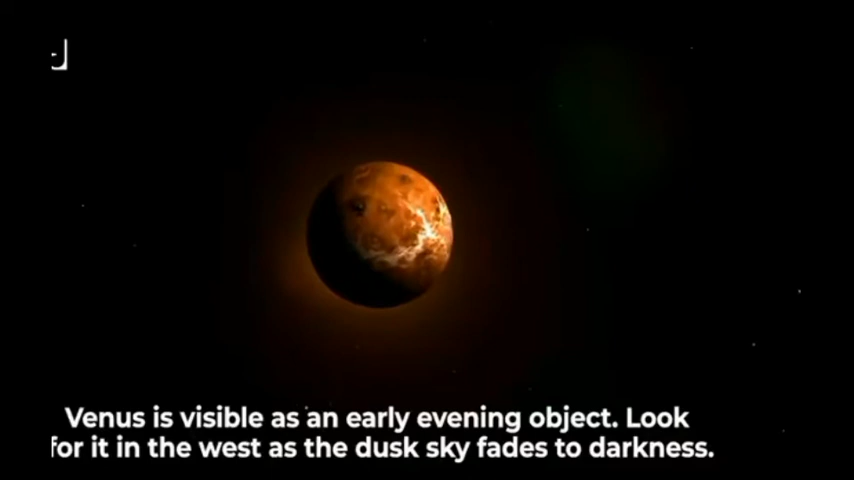 Venus is visible as an early evening object. Look
for it in the west as the dusk sky fades to darkness.